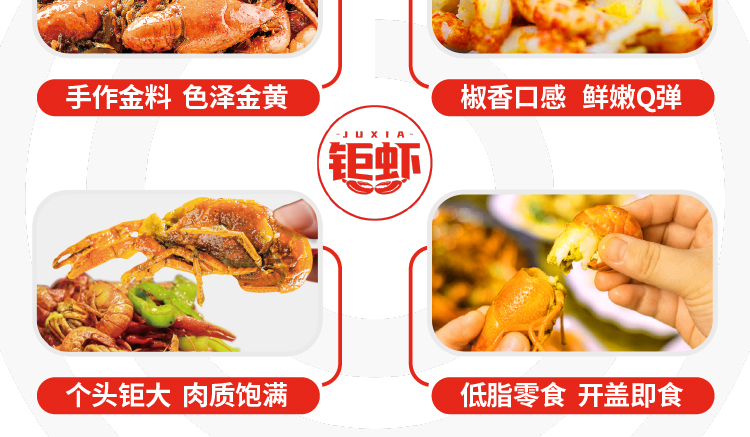 手作金料 色泽金黄
椒香口感 鲜嫩Q弹
-JUXIA-
钜虾
个头钜大 肉质饱满
低脂零食 开盖即食